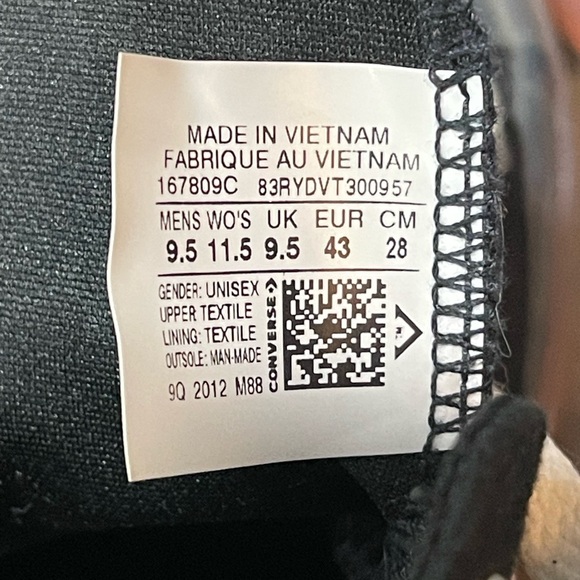 MADE IN VIETNAM
FABRIQUE AU VIETNAM
167809C 83RYDVT300957
MENS WO'S UK EUR CM
9.5 11.5 9.5 43 28
GENDER: UNISEX
UPPER TEXTILE
LINING: TEXTILE
OUTSOLE: MAN-MADE
9Q 2012 M88
CONVERSE
TM